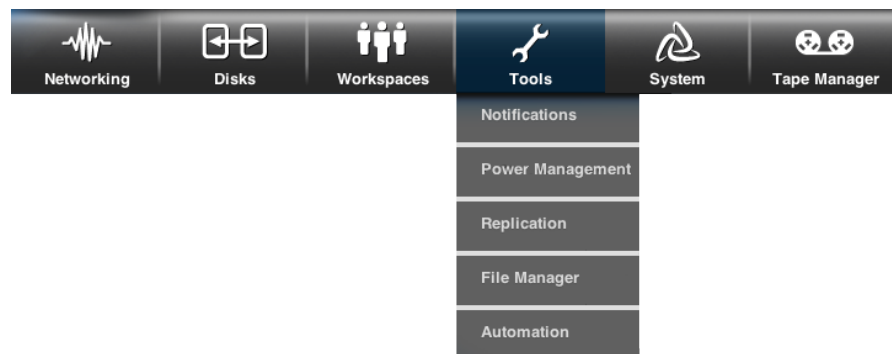 Networking Disks Workspaces Tools System Tape Manager
Notifications
Power Management
Replication
File Manager
Automation